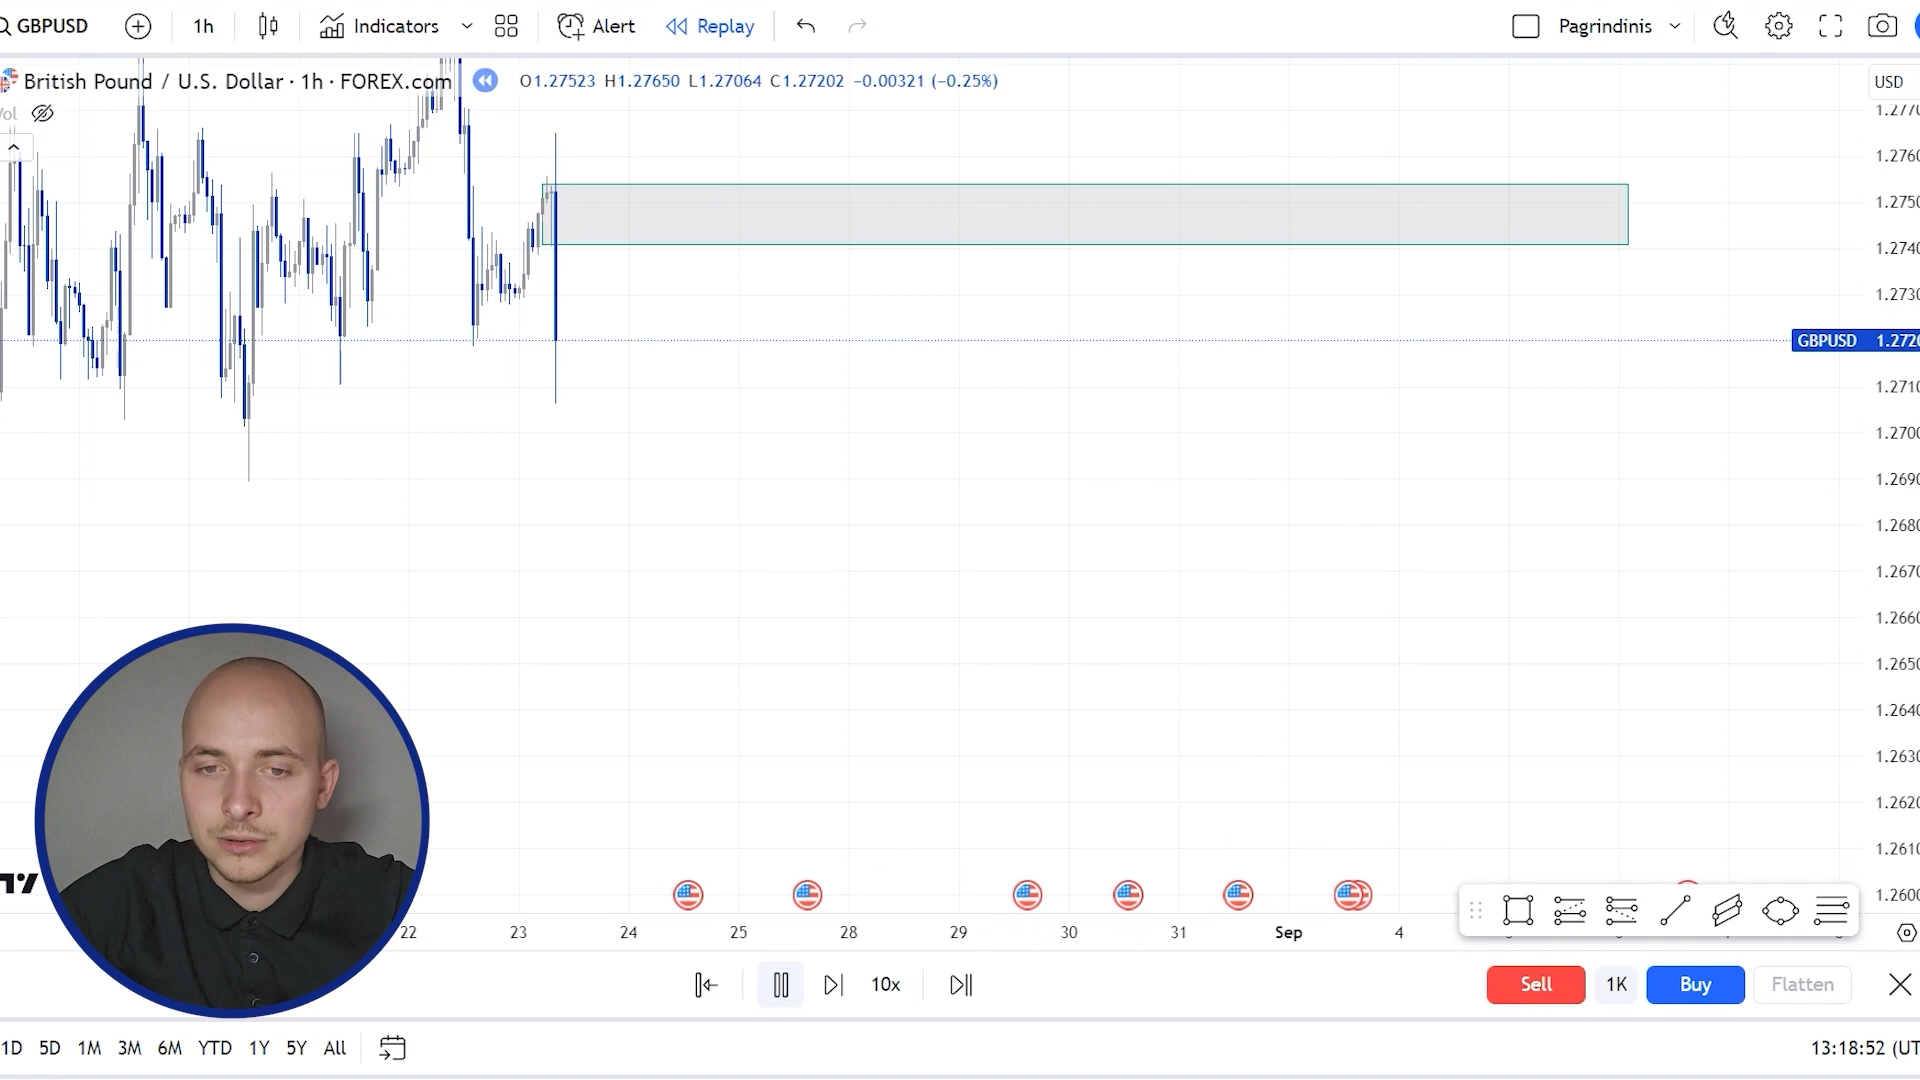 GBPUSD 1h Indicators Alert Replay Pagrindinis
British Pound / U.S. Dollar · 1h · FOREX.com O1.27523 H1.27650 L1.27064 C1.27202 −0.00321 (−0.25%)
USD
Vol
1.2760
1.2750
1.2740
1.2730
GBPUSD 1.2720
1.2710
1.2700
1.2690
1.2680
1.2670
1.2660
1.2650
1.2640
1.2630
1.2620
1.2610
1.2600
22 23 24 25 28 29 30 31 Sep 4
10x Sell 1K Buy Flatten
1D 5D 1M 3M 6M YTD 1Y 5Y All 13:18:52 (UT